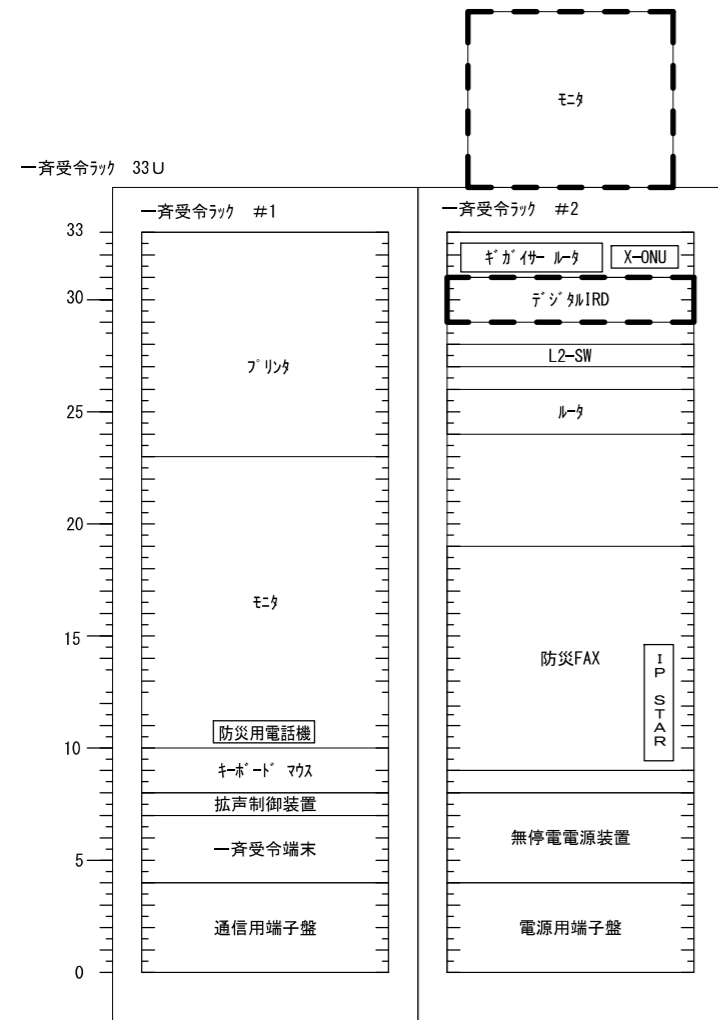 ﾓﾆﾀ
一斉受令ﾗｯｸ 33U
一斉受令ﾗｯｸ #1
一斉受令ﾗｯｸ #2
33
30
25
20
15
10
5
0
ﾌﾟﾘﾝﾀ
ﾓﾆﾀ
防災用電話機
ｷｰﾎﾞｰﾄﾞ ﾏｳｽ
拡声制御装置
一斉受令端末
通信用端子盤
ｷﾞｶﾞｲｻｰ ﾙｰﾀ
X-ONU
ﾃﾞｼﾞﾀﾙIRD
L2-SW
ﾙｰﾀ
防災FAX
IP STAR
無停電電源装置
電源用端子盤